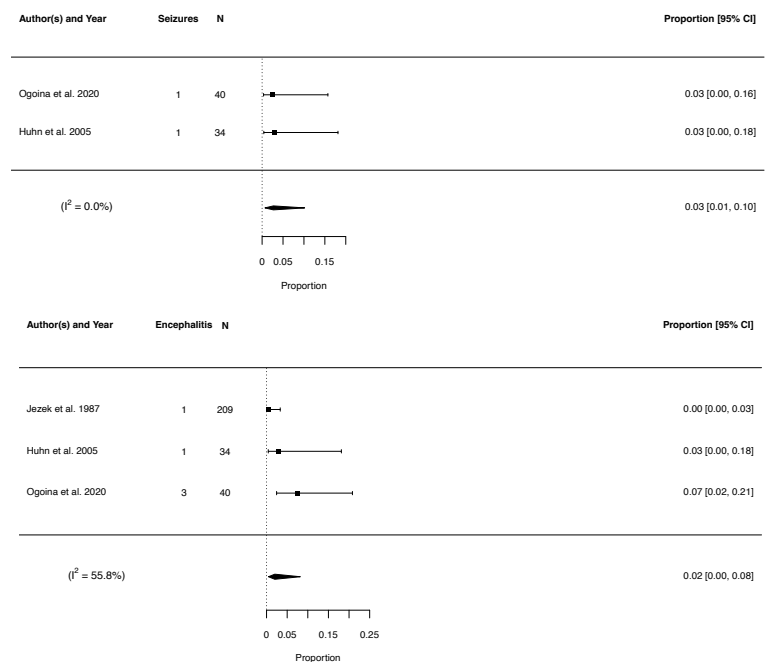 Author(s) and Year Seizures N Proportion [95% CI]
Ogoina et al. 2020 1 40 0.03 [0.00, 0.16]
Huhn et al. 2005 1 34 0.03 [0.00, 0.18]
(I² = 0.0%) 0.03 [0.01, 0.10]
0 0.05 0.15
Proportion
Author(s) and Year Encephalitis N Proportion [95% CI]
Jezek et al. 1987 1 209 0.00 [0.00, 0.03]
Huhn et al. 2005 1 34 0.03 [0.00, 0.18]
Ogoina et al. 2020 3 40 0.07 [0.02, 0.21]
(I² = 55.8%) 0.02 [0.00, 0.08]
0 0.05 0.15 0.25
Proportion